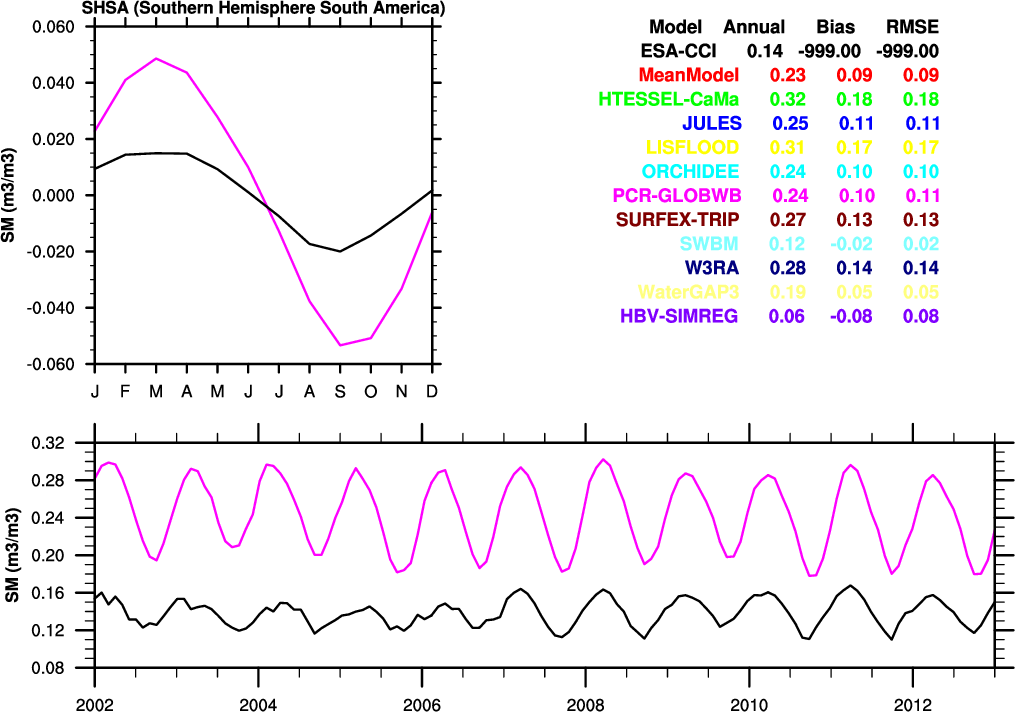 SHSA (Southern Hemisphere South America)
0.060
0.040
0.020
0.000
-0.020
-0.040
-0.060
SM (m3/m3)
J F M A M J J A S O N D
Model Annual Bias RMSE
ESA-CCI 0.14 -999.00 -999.00
MeanModel 0.23 0.09 0.09
HTESSEL-CaMa 0.32 0.18 0.18
JULES 0.25 0.11 0.11
LISFLOOD 0.31 0.17 0.17
ORCHIDEE 0.24 0.10 0.10
PCR-GLOBWB 0.24 0.10 0.11
SURFEX-TRIP 0.27 0.13 0.13
SWBM 0.12 -0.02 0.02
W3RA 0.28 0.14 0.14
WaterGAP3 0.19 0.05 0.05
HBV-SIMREG 0.06 -0.08 0.08
0.32
0.28
0.24
0.20
0.16
0.12
0.08
SM (m3/m3)
2002 2004 2006 2008 2010 2012